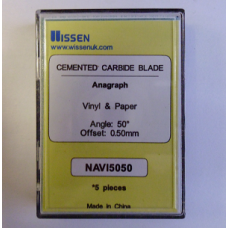 WISSEN
www.wissenuk.com
CEMENTED CARBIDE BLADE
Anagraph
Vinyl & Paper
Angle: 50°
Offset: 0.50mm
NAVI5050
*5 pieces
Made in China